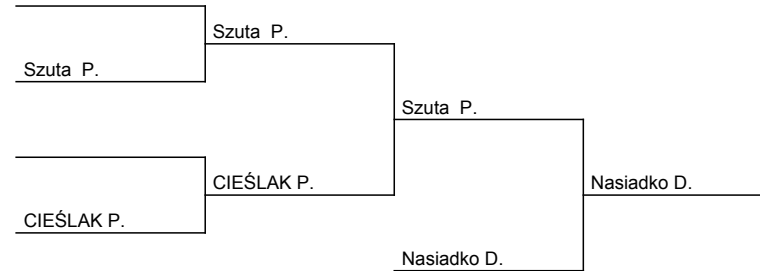 Szuta P.
Szuta P.
Szuta P.
CIEŚLAK P.
Nasiadko D.
CIEŚLAK P.
Nasiadko D.